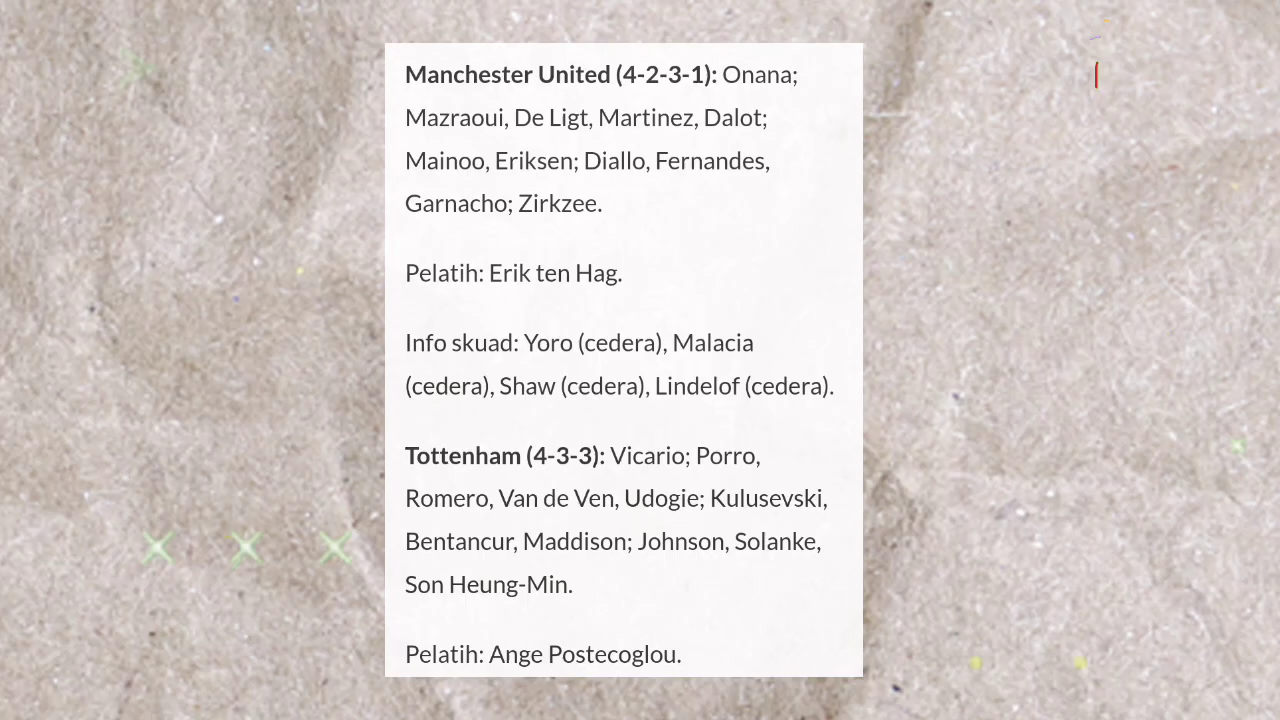 Manchester United (4-2-3-1): Onana;
Mazraoui, De Ligt, Martinez, Dalot;
Mainoo, Eriksen; Diallo, Fernandes,
Garnacho; Zirkzee.
Pelatih: Erik ten Hag.
Info skuad: Yoro (cedera), Malacia
(cedera), Shaw (cedera), Lindelof (cedera).
Tottenham (4-3-3): Vicario; Porro,
Romero, Van de Ven, Udogie; Kulusevski,
Bentancur, Maddison; Johnson, Solanke,
Son Heung-Min.
Pelatih: Ange Postecoglou.